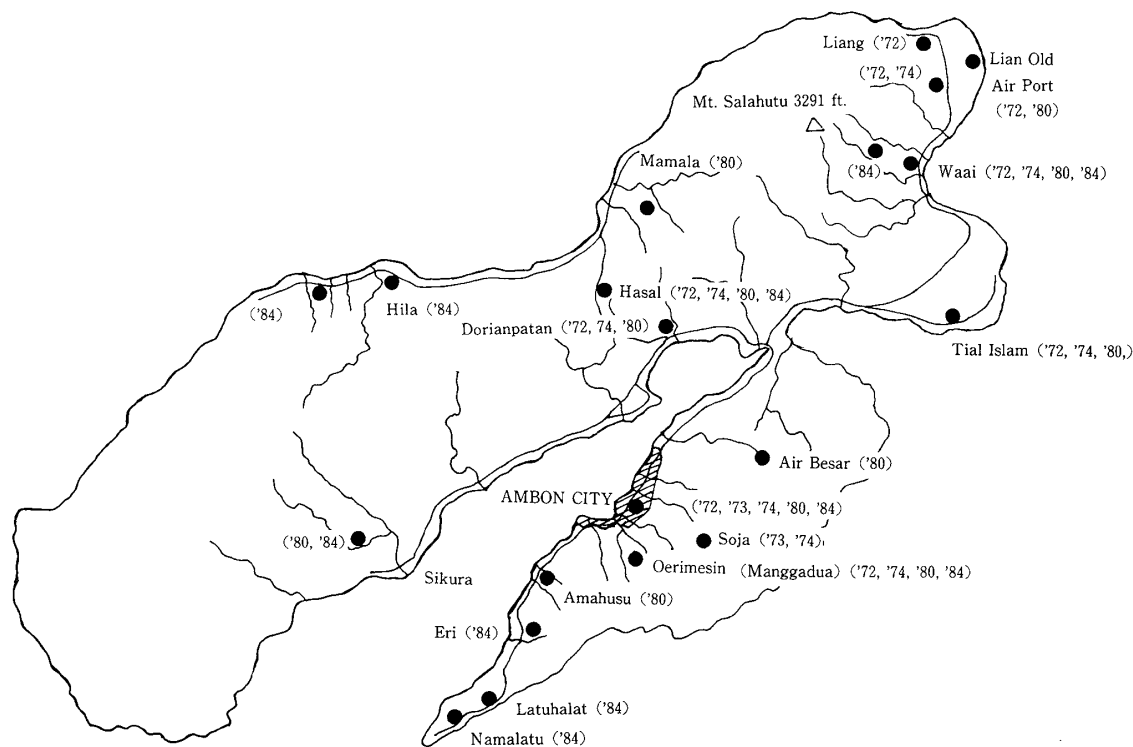 Liang ('72)
Lian Old
Air Port
('72, '80)
('72, '74)
Mt. Salahutu 3291 ft.
Mamala ('80)
('84)
Waai ('72, '74, '80, '84)
('84)
Hila ('84)
Hasal ('72, '74, '80, '84)
Dorianpatan ('72, 74, '80)
Tial Islam ('72, '74, '80,)
Air Besar ('80)
AMBON CITY
('72, '73, '74, '80, '84)
('80, '84)
Soja ('73, '74)
Oerimesin (Manggadua) ('72, '74, '80, '84)
Sikura
Amahusu ('80)
Eri ('84)
Latuhalat ('84)
Namalatu ('84)